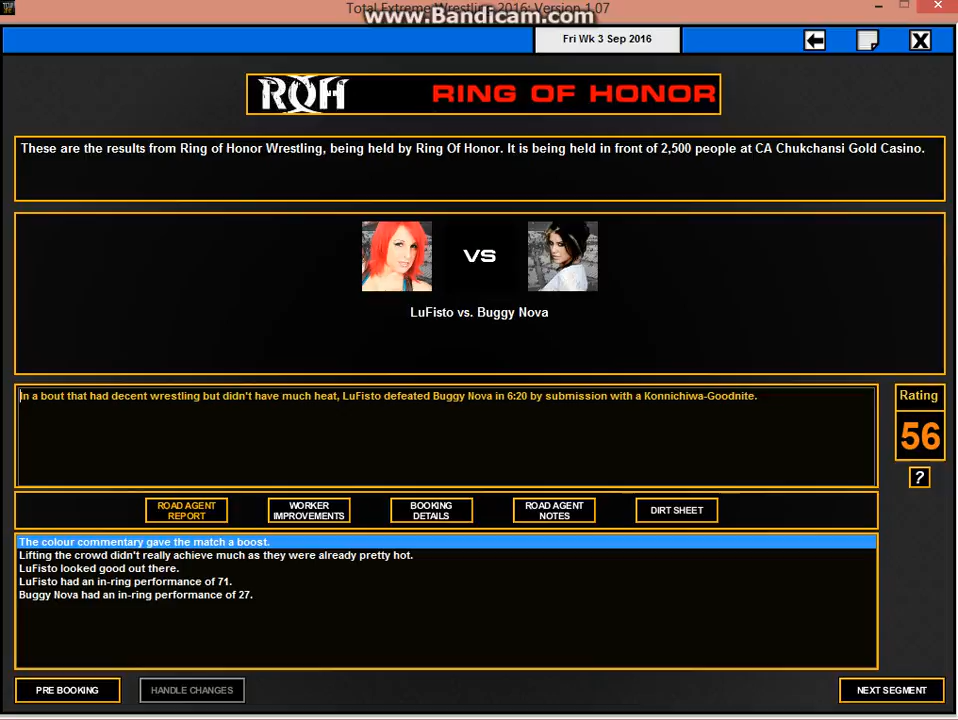 Total Extreme Wrestling 2016: Version 1.07
www.Bandicam.com
Fri Wk 3 Sep 2016
ROH RING OF HONOR
These are the results from Ring of Honor Wrestling, being held by Ring Of Honor. It is being held in front of 2,500 people at CA Chukchansi Gold Casino.
VS
LuFisto vs. Buggy Nova
In a bout that had decent wrestling but didn't have much heat, LuFisto defeated Buggy Nova in 6:20 by submission with a Konnichiwa-Goodnite.
Rating
56
?
ROAD AGENT REPORT
WORKER IMPROVEMENTS
BOOKING DETAILS
ROAD AGENT NOTES
DIRT SHEET
The colour commentary gave the match a boost.
Lifting the crowd didn't really achieve much as they were already pretty hot.
LuFisto looked good out there.
LuFisto had an in-ring performance of 71.
Buggy Nova had an in-ring performance of 27.
PRE BOOKING
HANDLE CHANGES
NEXT SEGMENT